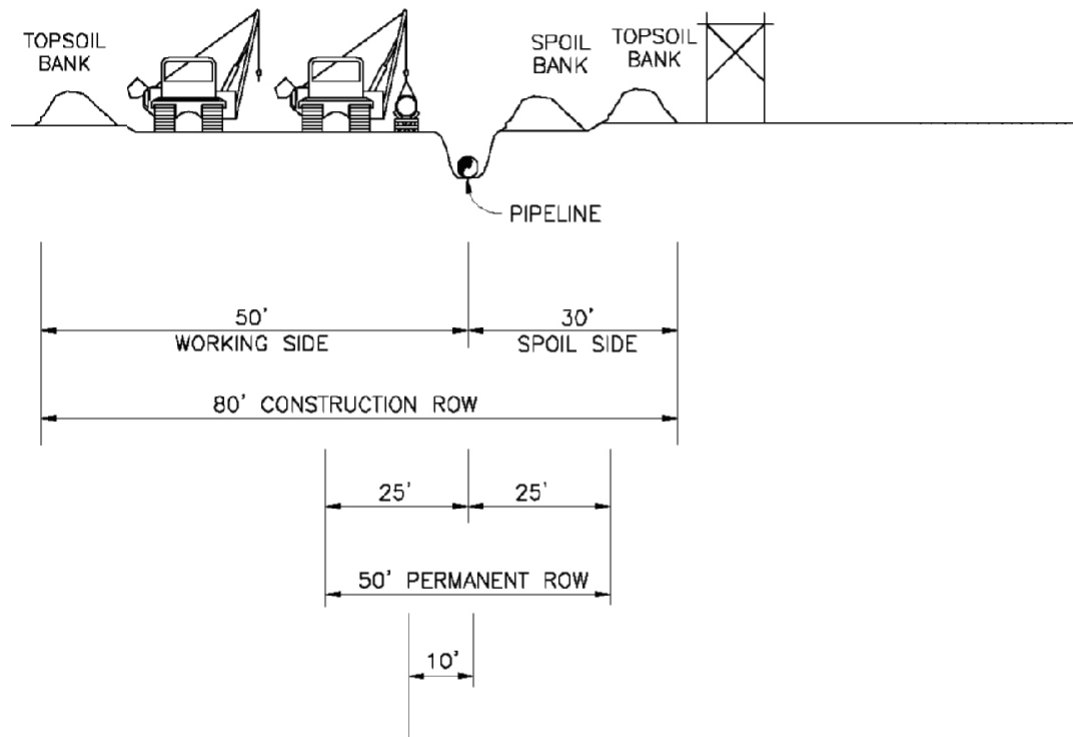 TOPSOIL
BANK
SPOIL
BANK
TOPSOIL
BANK
PIPELINE
50'
WORKING SIDE
30'
SPOIL SIDE
80' CONSTRUCTION ROW
25'
25'
50' PERMANENT ROW
10'